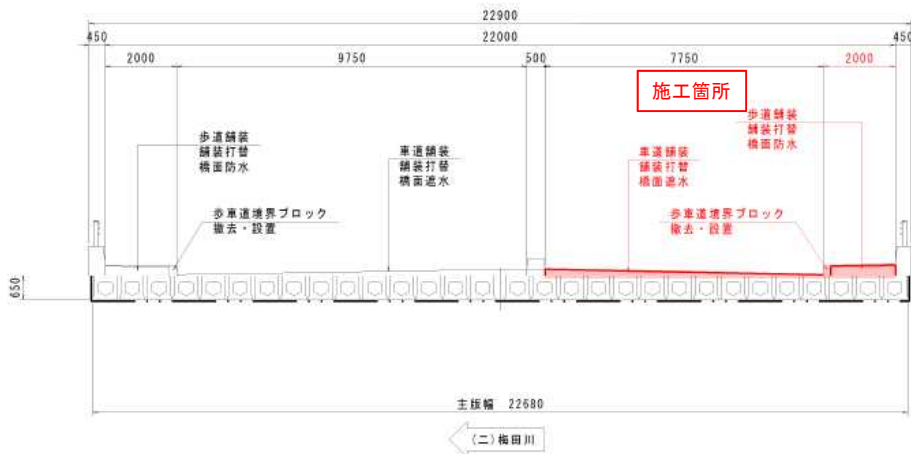 22900
450
22000
450
2000
9750
500
7750
2000
施工箇所
歩道舗装
舗装打替
橋面防水
車道舗装
舗装打替
橋面遮水
車道舗装
舗装打替
橋面遮水
歩道舗装
舗装打替
橋面防水
歩車道境界ブロック
撤去・設置
歩車道境界ブロック
撤去・設置
650
主版幅 22680
(二)梅田川